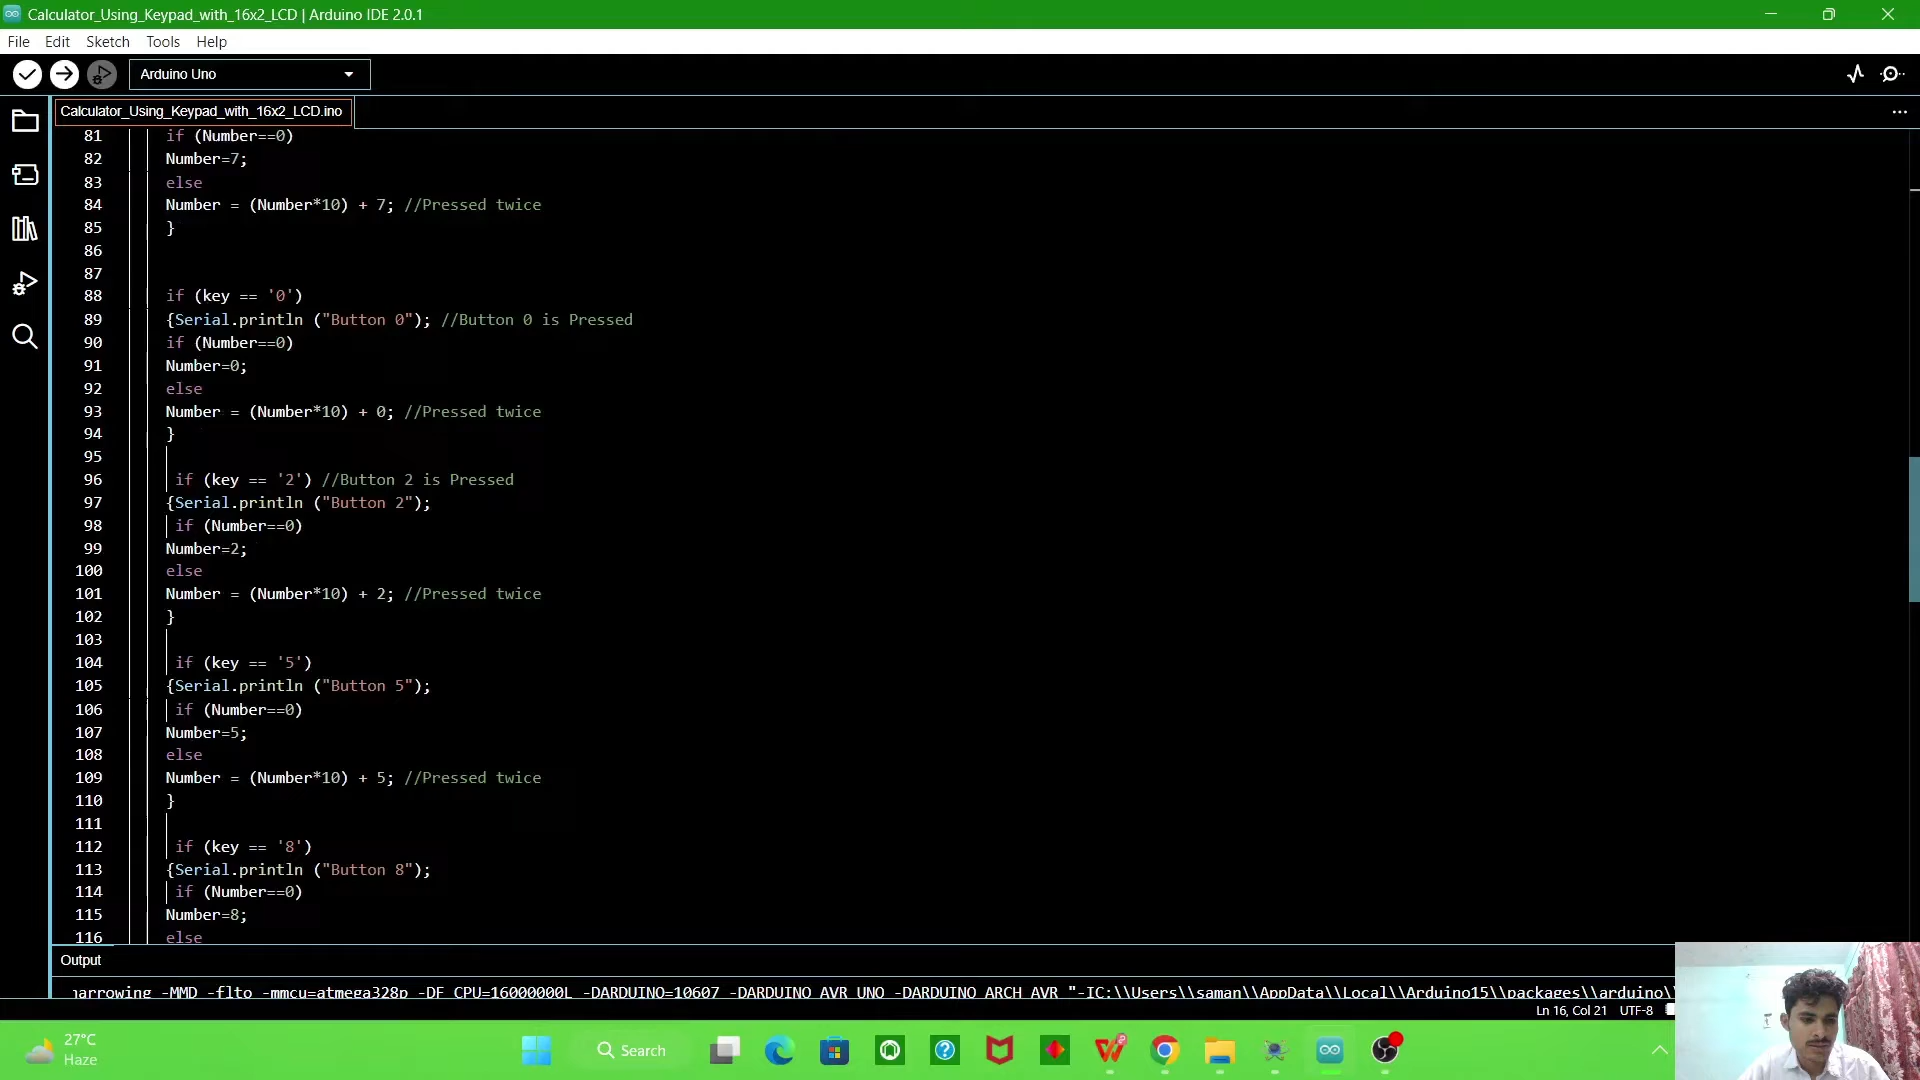 Calculator_Using_Keypad_with_16x2_LCD | Arduino IDE 2.0.1
File Edit Sketch Tools Help
Arduino Uno
Calculator_Using_Keypad_with_16x2_LCD.ino
81 if (Number==0)
82 Number=7;
83 else
84 Number = (Number*10) + 7; //Pressed twice
85 }
86
87
88 if (key == '0')
89 {Serial.println ("Button 0"); //Button 0 is Pressed
90 if (Number==0)
91 Number=0;
92 else
93 Number = (Number*10) + 0; //Pressed twice
94 }
95
96 if (key == '2') //Button 2 is Pressed
97 {Serial.println ("Button 2");
98 if (Number==0)
99 Number=2;
100 else
101 Number = (Number*10) + 2; //Pressed twice
102 }
103
104 if (key == '5')
105 {Serial.println ("Button 5");
106 if (Number==0)
107 Number=5;
108 else
109 Number = (Number*10) + 5; //Pressed twice
110 }
111
112 if (key == '8')
113 {Serial.println ("Button 8");
114 if (Number==0)
115 Number=8;
116 else
Output
narrowing -MMD -flto -mmcu=atmega328p -DF_CPU=16000000L -DARDUINO=10607 -DARDUINO_AVR_UNO -DARDUINO_ARCH_AVR "-IC:\\Users\\saman\\AppData\\Local\\Arduino15\\packages\\arduino\
Ln 16, Col 21 UTF-8
27°C
Haze
Search